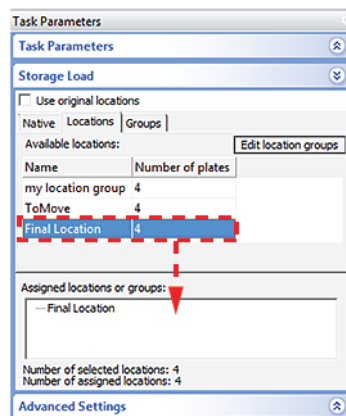 Task Parameters
Task Parameters
Storage Load
Use original locations
Native Locations Groups
Available locations: Edit location groups
Name Number of plates
my location group 4
ToMove 4
Final Location 4
Assigned locations or groups:
Final Location
Number of selected locations: 4
Number of assigned locations: 4
Advanced Settings